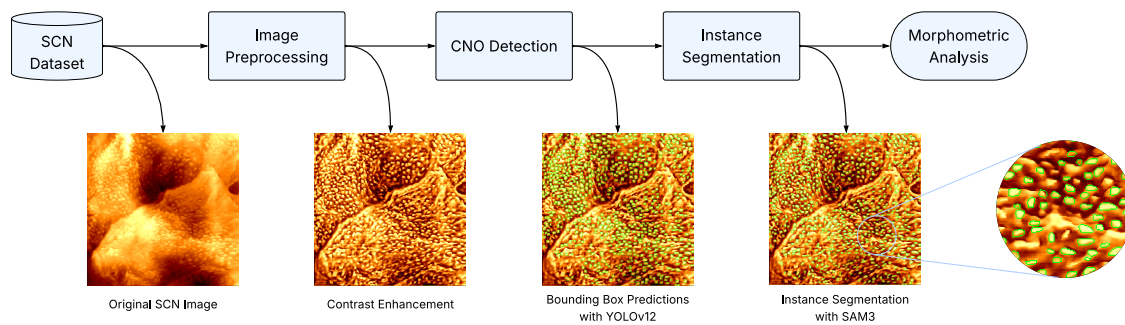 SCN
Dataset
Image
Preprocessing
CNO Detection
Instance
Segmentation
Morphometric
Analysis
Original SCN Image
Contrast Enhancement
Bounding Box Predictions
with YOLOv12
Instance Segmentation
with SAM3